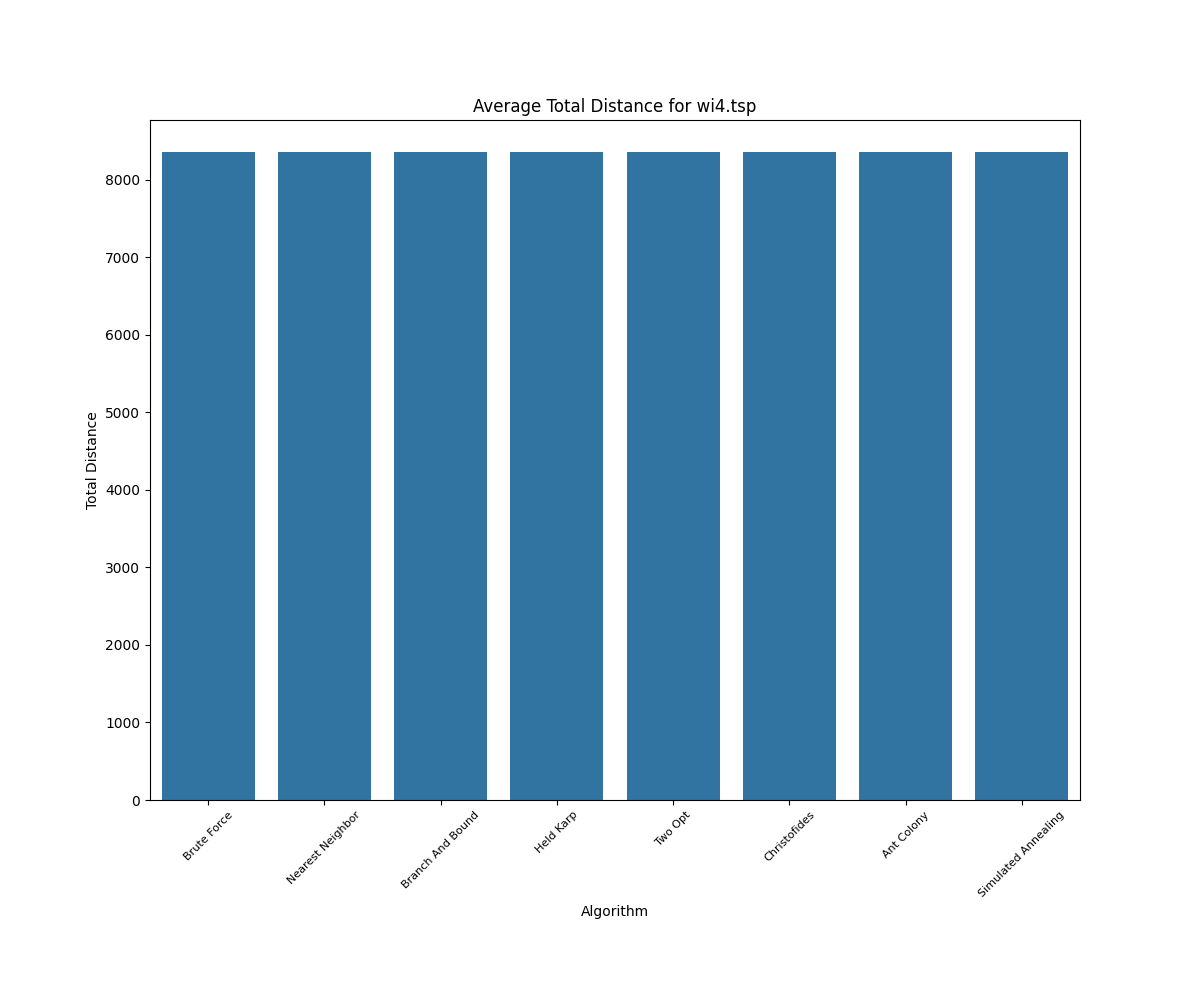 Average Total Distance for wi4.tsp
Total Distance
8000
7000
6000
5000
4000
3000
2000
1000
0
Brute Force
Nearest Neighbor
Branch And Bound
Held Karp
Two Opt
Christofides
Ant Colony
Simulated Annealing
Algorithm